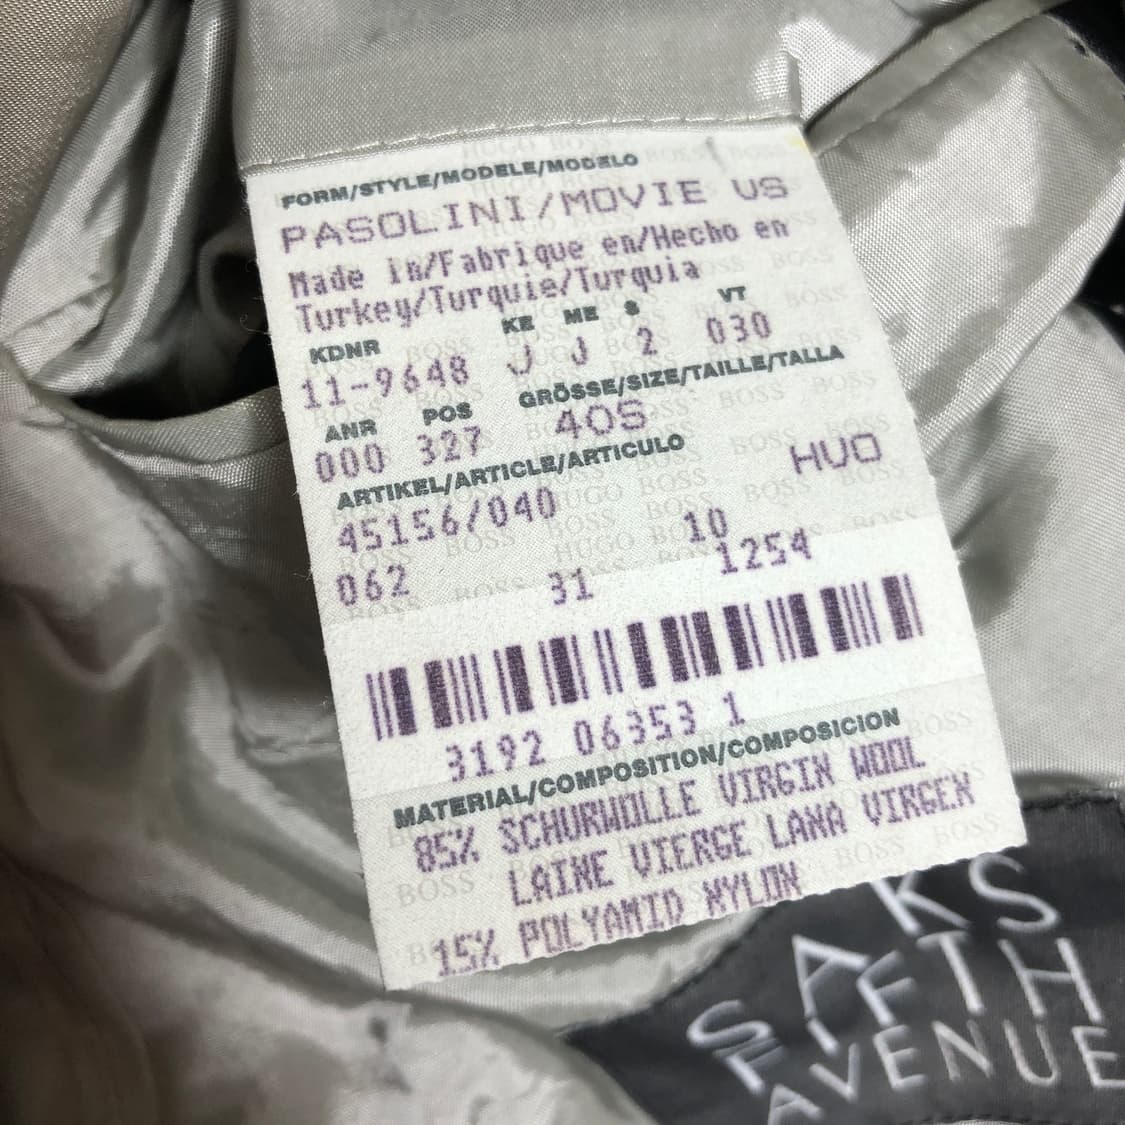 FORM/STYLE/MODELE/MODELO
PASOLINI/MOVIE US
Made in/Fabrique en/Hecho en
Turkey/Turquie/Turquia
KDNR KE ME S VT
11-9648 J J 2 030
ANR POS GRÖSSE/SIZE/TAILLE/TALLA
000 327 40S
ARTIKEL/ARTICLE/ARTICULO HUO
45156/040 10
062 31 1254
3192 06353 1
MATERIAL/COMPOSITION/COMPOSICION
85% SCHURWOLLE VIRGIN WOOL
LAINE VIERGE LANA VIRGEN
15% POLYAMID NYLON
SAKS
FIFTH
AVENUE